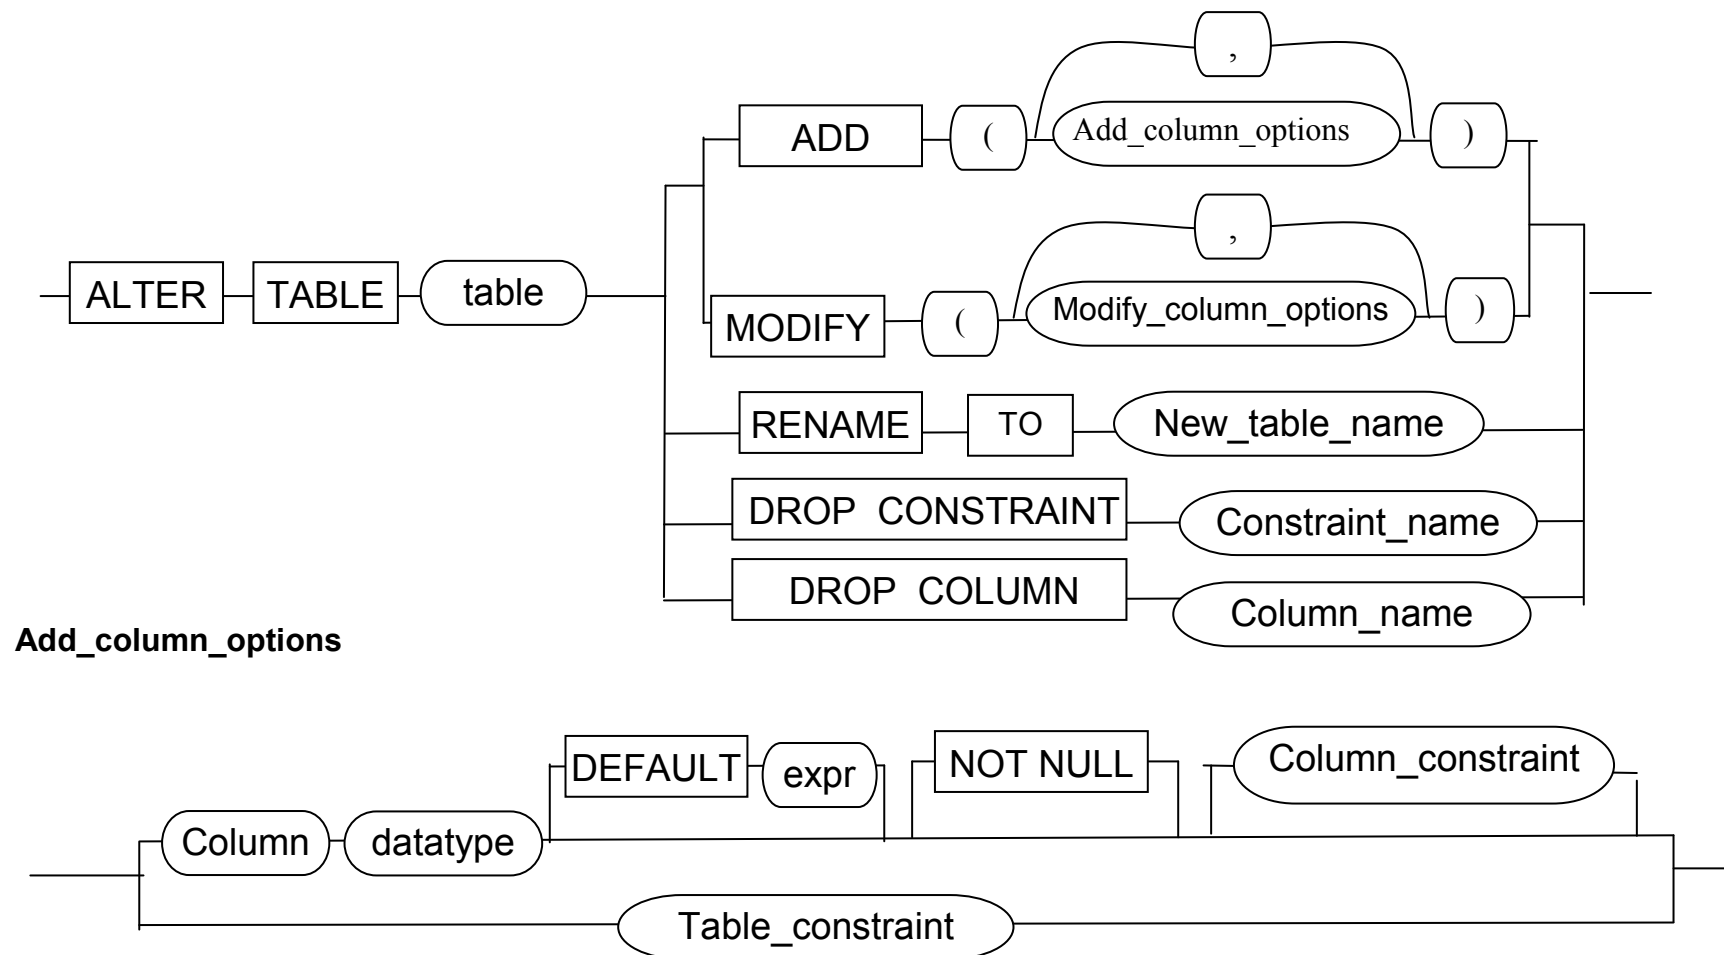 ,
ADD ( Add_column_options )
,
ALTER TABLE table
MODIFY ( Modify_column_options )
RENAME TO New_table_name
DROP CONSTRAINT Constraint_name
DROP COLUMN Column_name
Add_column_options
DEFAULT expr NOT NULL Column_constraint
Column datatype
Table_constraint